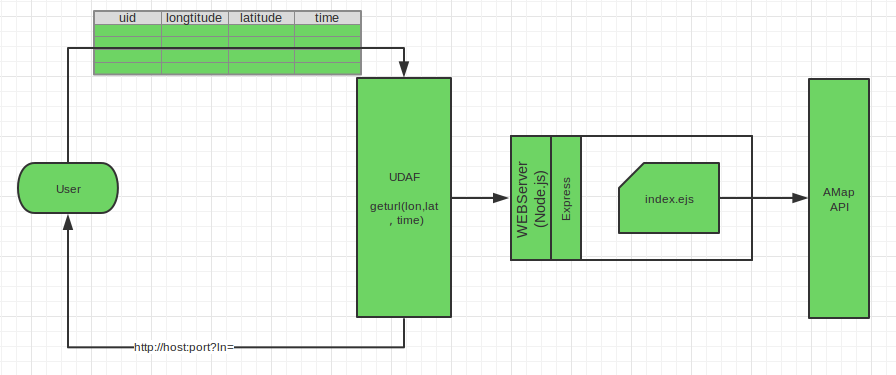 uid longtitude latitude time
User
UDAF
geturl(lon,lat
, time)
WEBServer
(Node.js)
Express
index.ejs
AMap
API
http://host:port?ln=